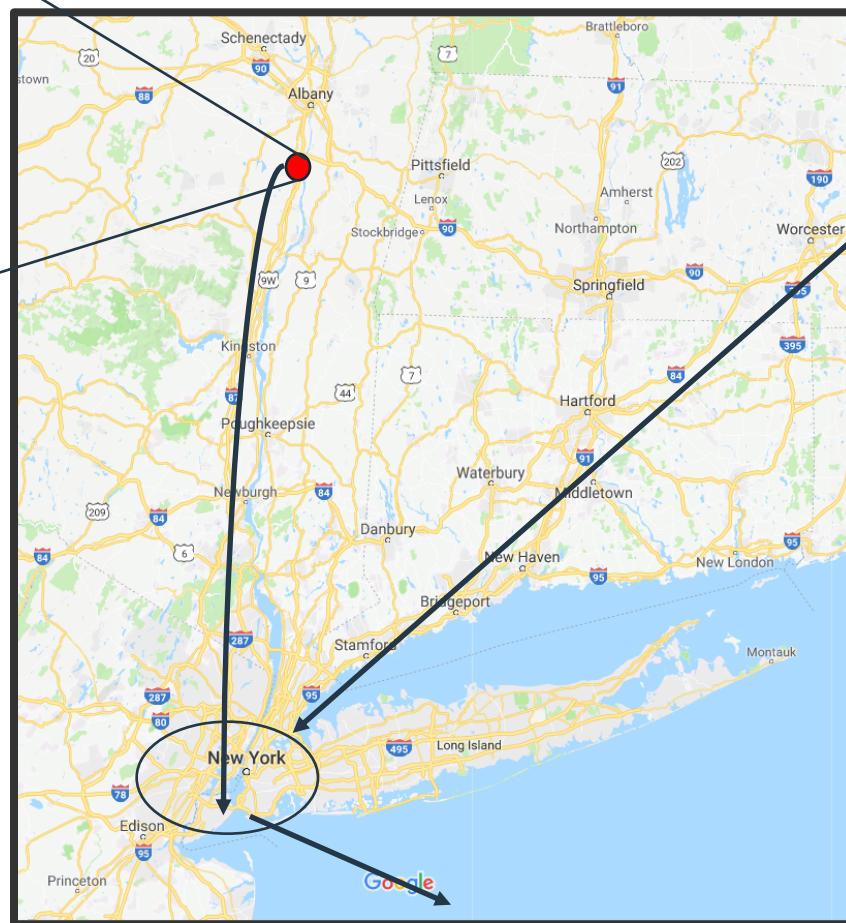 Brattleboro
Schenectady
7
20
90
stown
91
88
Albany
202
Pittsfield
190
Amherst
Lenox
Northampton
Worcester
Stockbridge
90
90
9W
9
Springfield
395
Kingston
7
84
44
87
Hartford
Poughkeepsie
91
Waterbury
Newburgh
84
Middletown
209
84
Danbury
95
6
84
New Haven
New London
95
Bridgeport
287
Stamford
Montauk
287
95
80
495
Long Island
New York
78
Edison
95
Google
Princeton